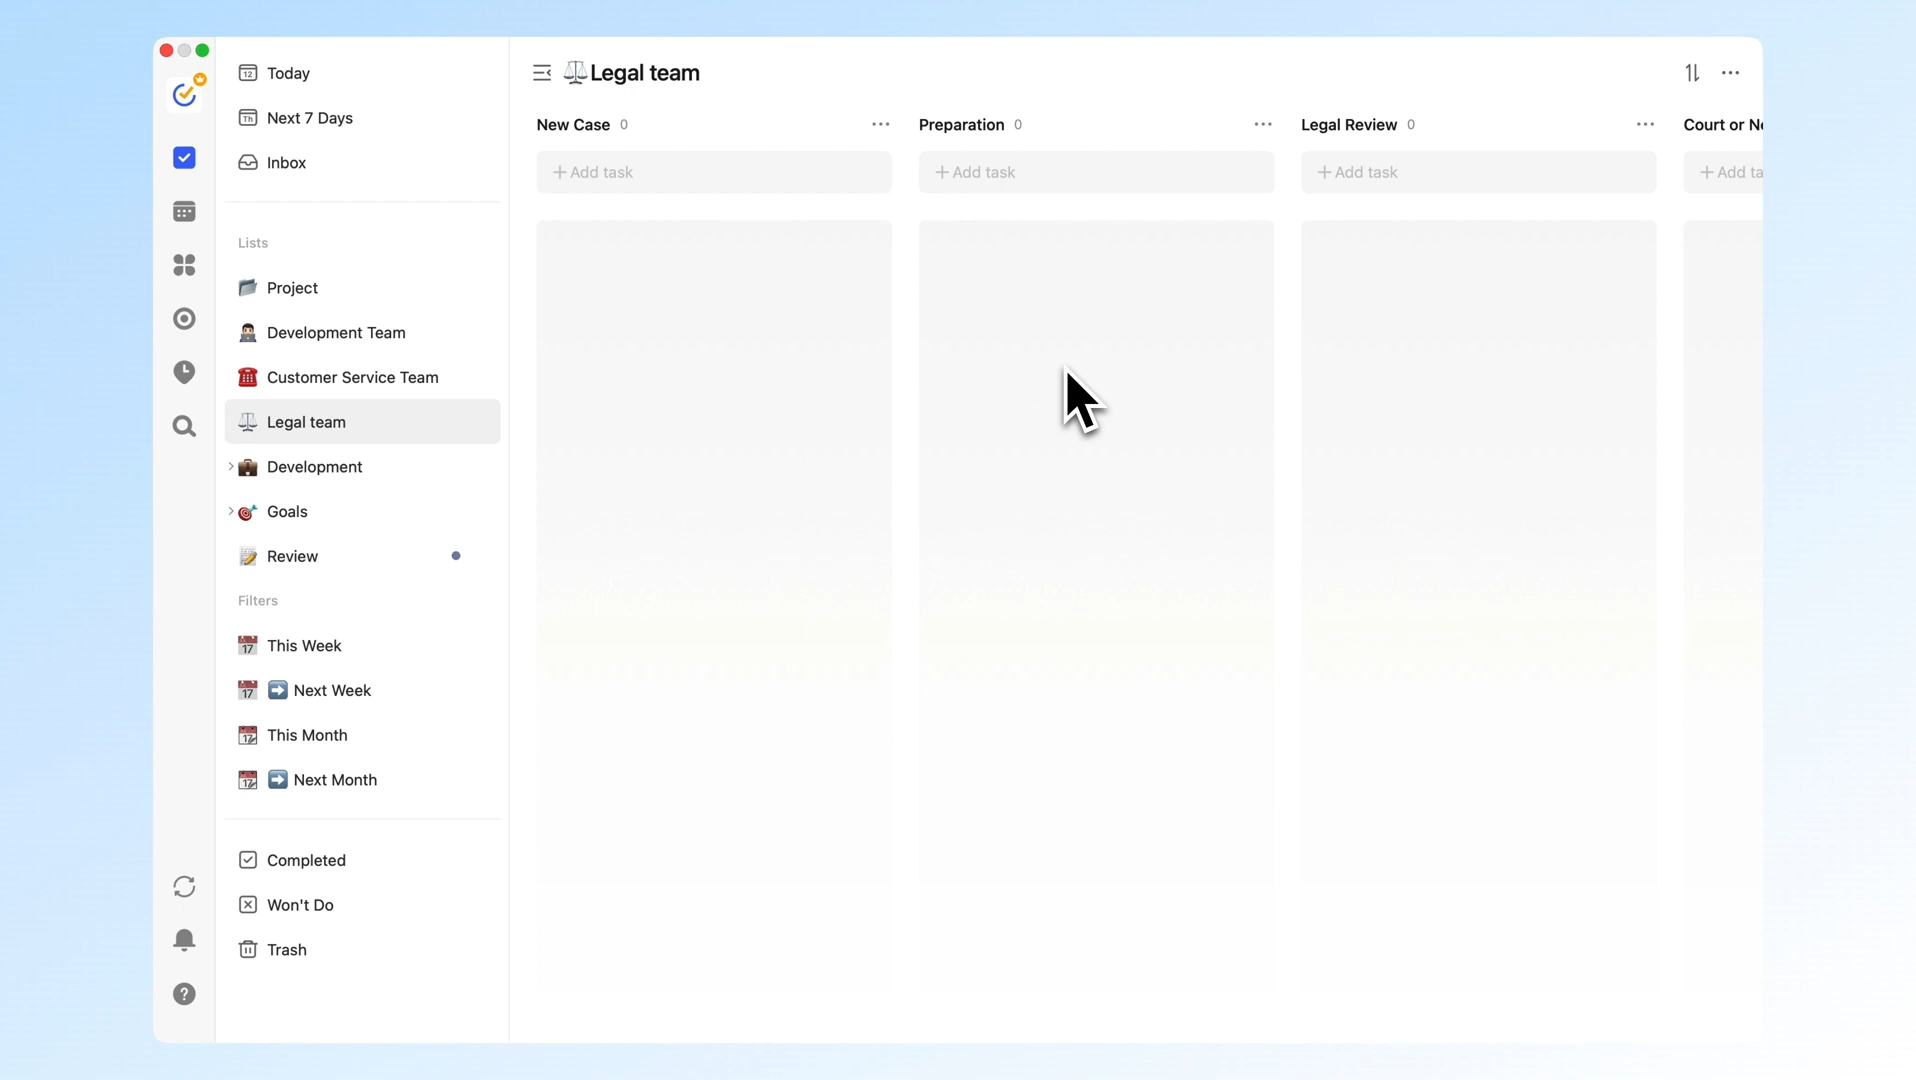 Today
Next 7 Days
Inbox
Lists
Project
Development Team
Customer Service Team
Legal team
Development
Goals
Review
Filters
This Week
Next Week
This Month
Next Month
Completed
Won't Do
Trash
Legal team
New Case 0
Preparation 0
Legal Review 0
Court or
+ Add task
+ Add task
+ Add task
+ Add